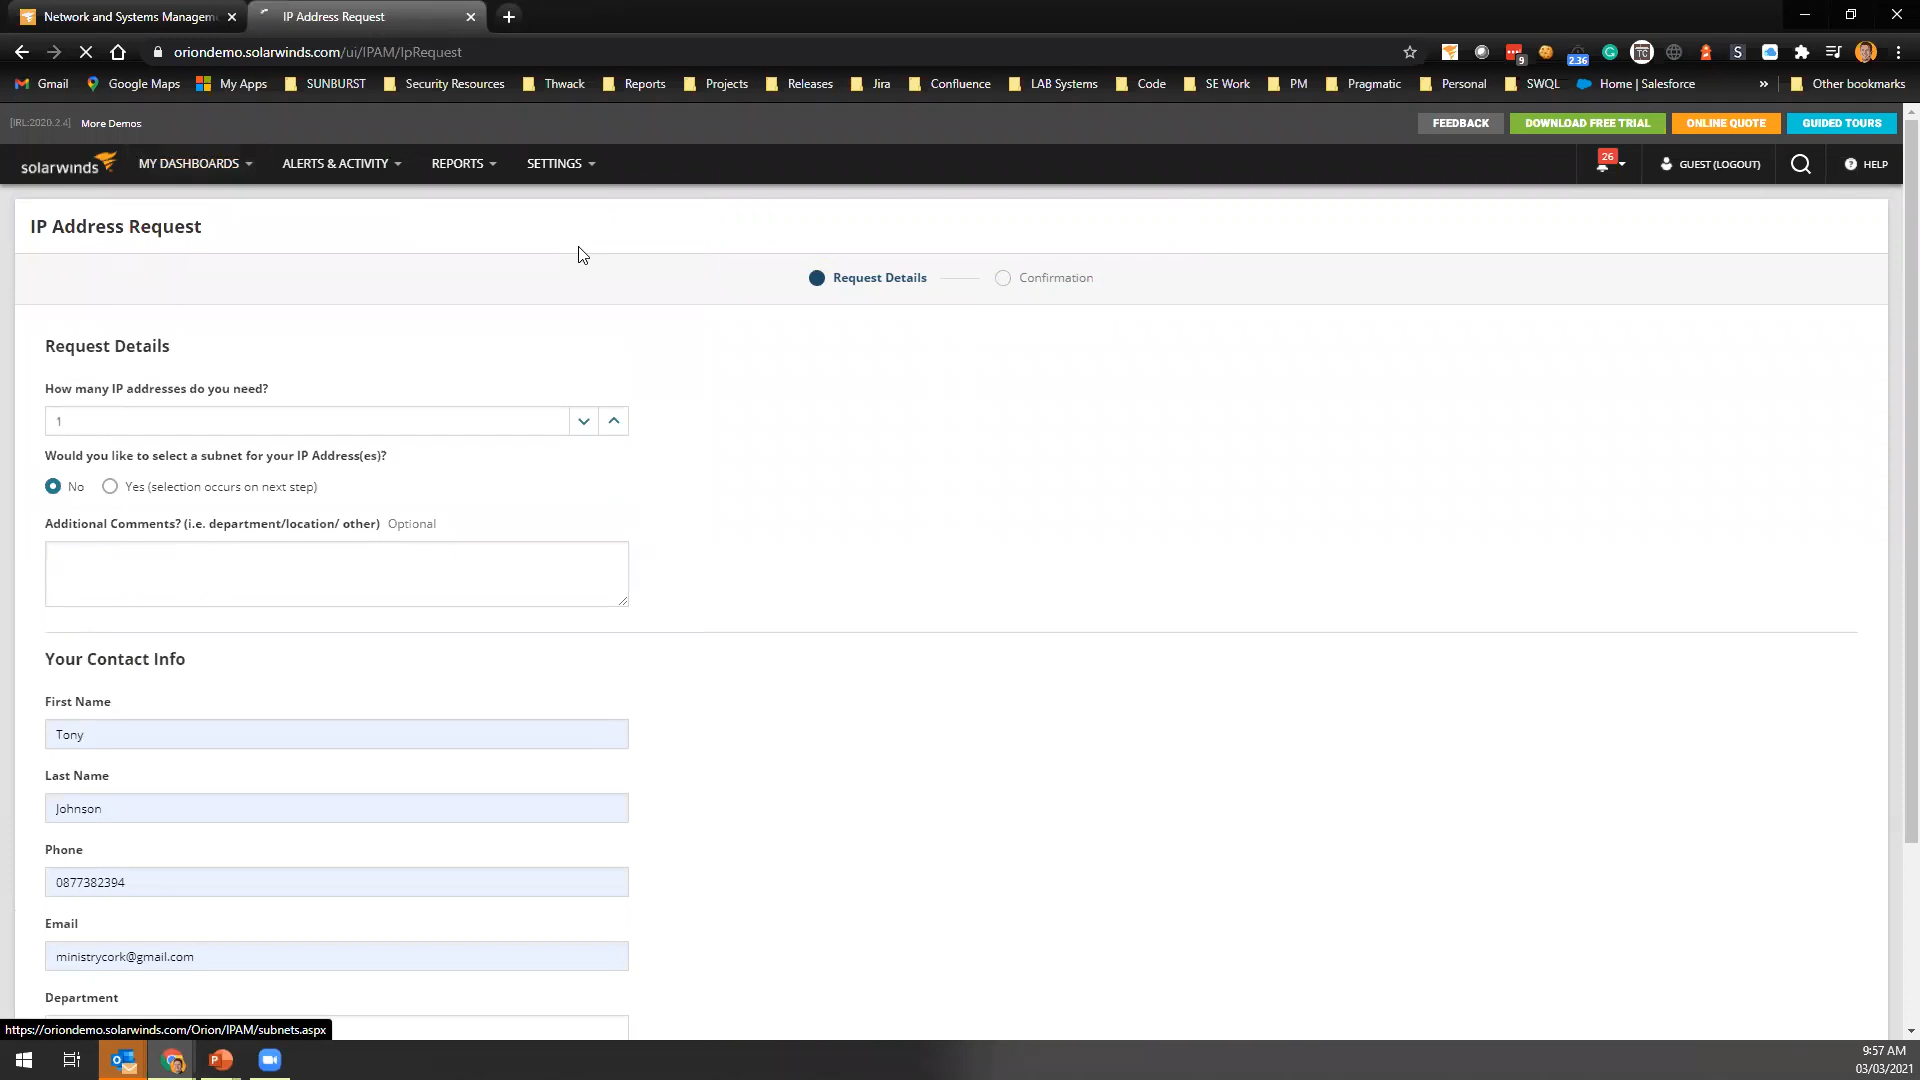 Network and Systems Managem
IP Address Request
oriondemo.solarwinds.com/ui/IPAM/IpRequest
9
2.36
TC
S
Gmail
Google Maps
My Apps
SUNBURST
Security Resources
Thwack
Reports
Projects
Releases
Jira
Confluence
LAB Systems
Code
SE Work
PM
Pragmatic
Personal
SWQL
Home | Salesforce
»
Other bookmarks
[IRL:2020.2.4]
More Demos
FEEDBACK
DOWNLOAD FREE TRIAL
ONLINE QUOTE
GUIDED TOURS
solarwinds
MY DASHBOARDS
ALERTS & ACTIVITY
REPORTS
SETTINGS
26
GUEST (LOGOUT)
HELP
IP Address Request
Request Details
Confirmation
Request Details
How many IP addresses do you need?
1
Would you like to select a subnet for your IP Address(es)?
No
Yes (selection occurs on next step)
Additional Comments? (i.e. department/location/ other) Optional
Your Contact Info
First Name
Tony
Last Name
Johnson
Phone
0877382394
Email
ministrycork@gmail.com
Department
https://oriondemo.solarwinds.com/Orion/IPAM/subnets.aspx
9:57 AM
03/03/2021